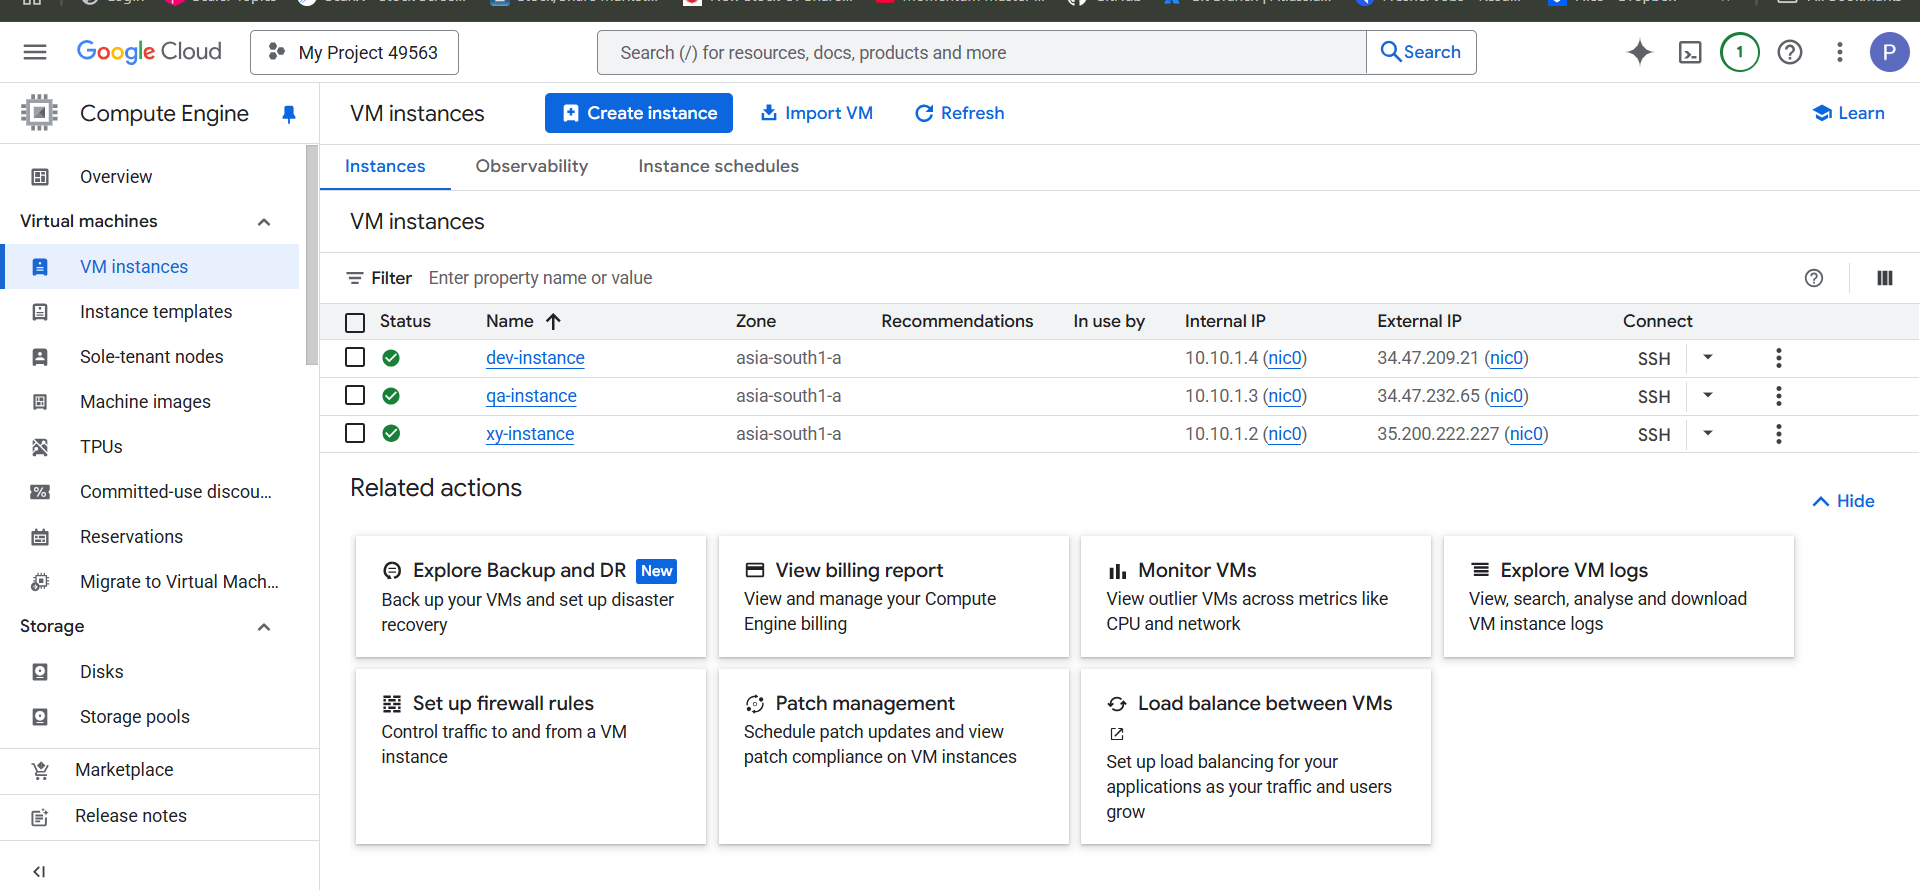 Google Cloud
My Project 49563
Search (/) for resources, docs, products and more
Search
1
P
Compute Engine
VM instances
Create instance
Import VM
Refresh
Learn
Overview
Virtual machines
VM instances
Instance templates
Sole-tenant nodes
Machine images
TPUs
Committed-use discou...
Reservations
Migrate to Virtual Mach...
Storage
Disks
Storage pools
Marketplace
Release notes
Instances Observability Instance schedules
VM instances
Filter Enter property name or value
Status Name Zone Recommendations In use by Internal IP External IP Connect
dev-instance asia-south1-a 10.10.1.4 (nic0) 34.47.209.21 (nic0) SSH
qa-instance asia-south1-a 10.10.1.3 (nic0) 34.47.232.65 (nic0) SSH
xy-instance asia-south1-a 10.10.1.2 (nic0) 35.200.222.227 (nic0) SSH
Related actions
Hide
Explore Backup and DR New
Back up your VMs and set up disaster
recovery
View billing report
View and manage your Compute
Engine billing
Monitor VMs
View outlier VMs across metrics like
CPU and network
Explore VM logs
View, search, analyse and download
VM instance logs
Set up firewall rules
Control traffic to and from a VM
instance
Patch management
Schedule patch updates and view
patch compliance on VM instances
Load balance between VMs
Set up load balancing for your
applications as your traffic and users
grow